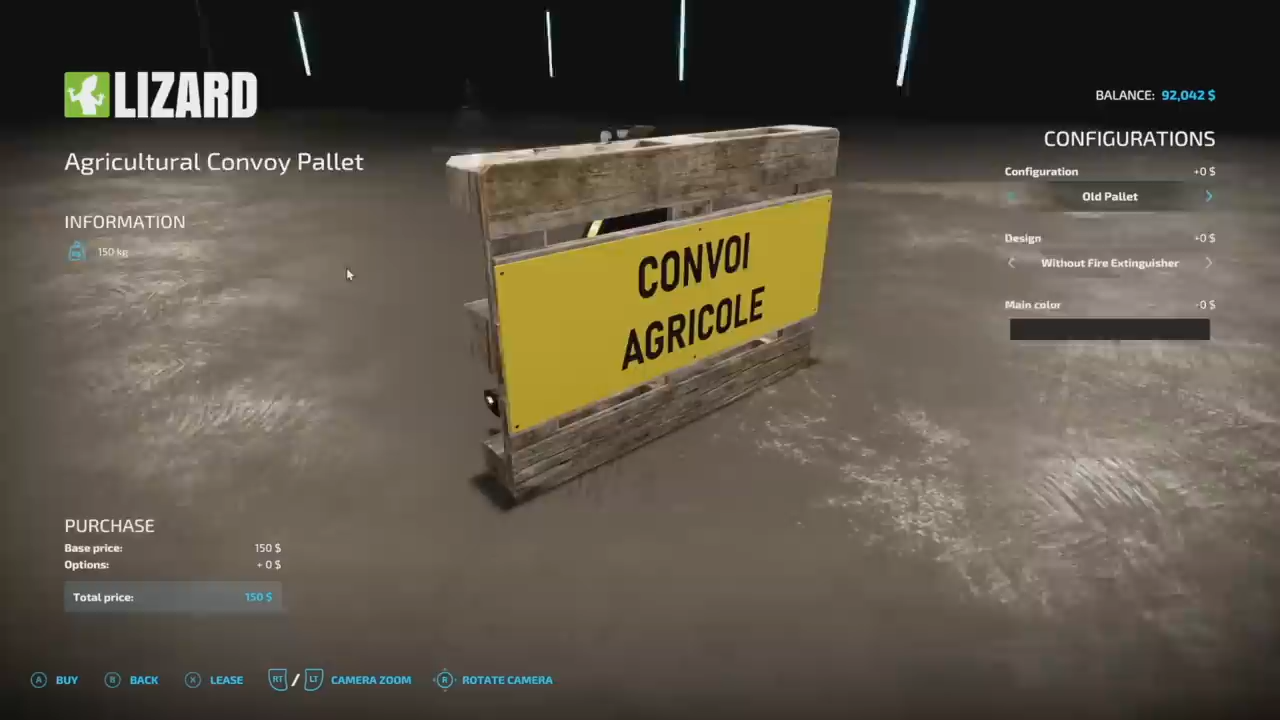 LIZARD
Agricultural Convoy Pallet
INFORMATION
150 kg
PURCHASE
Base price: 150 $
Options: + 0 $
Total price: 150 $
CONVOI
AGRICOLE
BALANCE: 92,042 $
CONFIGURATIONS
Configuration +0 $
Old Pallet
Design +0 $
Without Fire Extinguisher
Main color -0 $
A BUY B BACK X LEASE RT / LT CAMERA ZOOM R ROTATE CAMERA